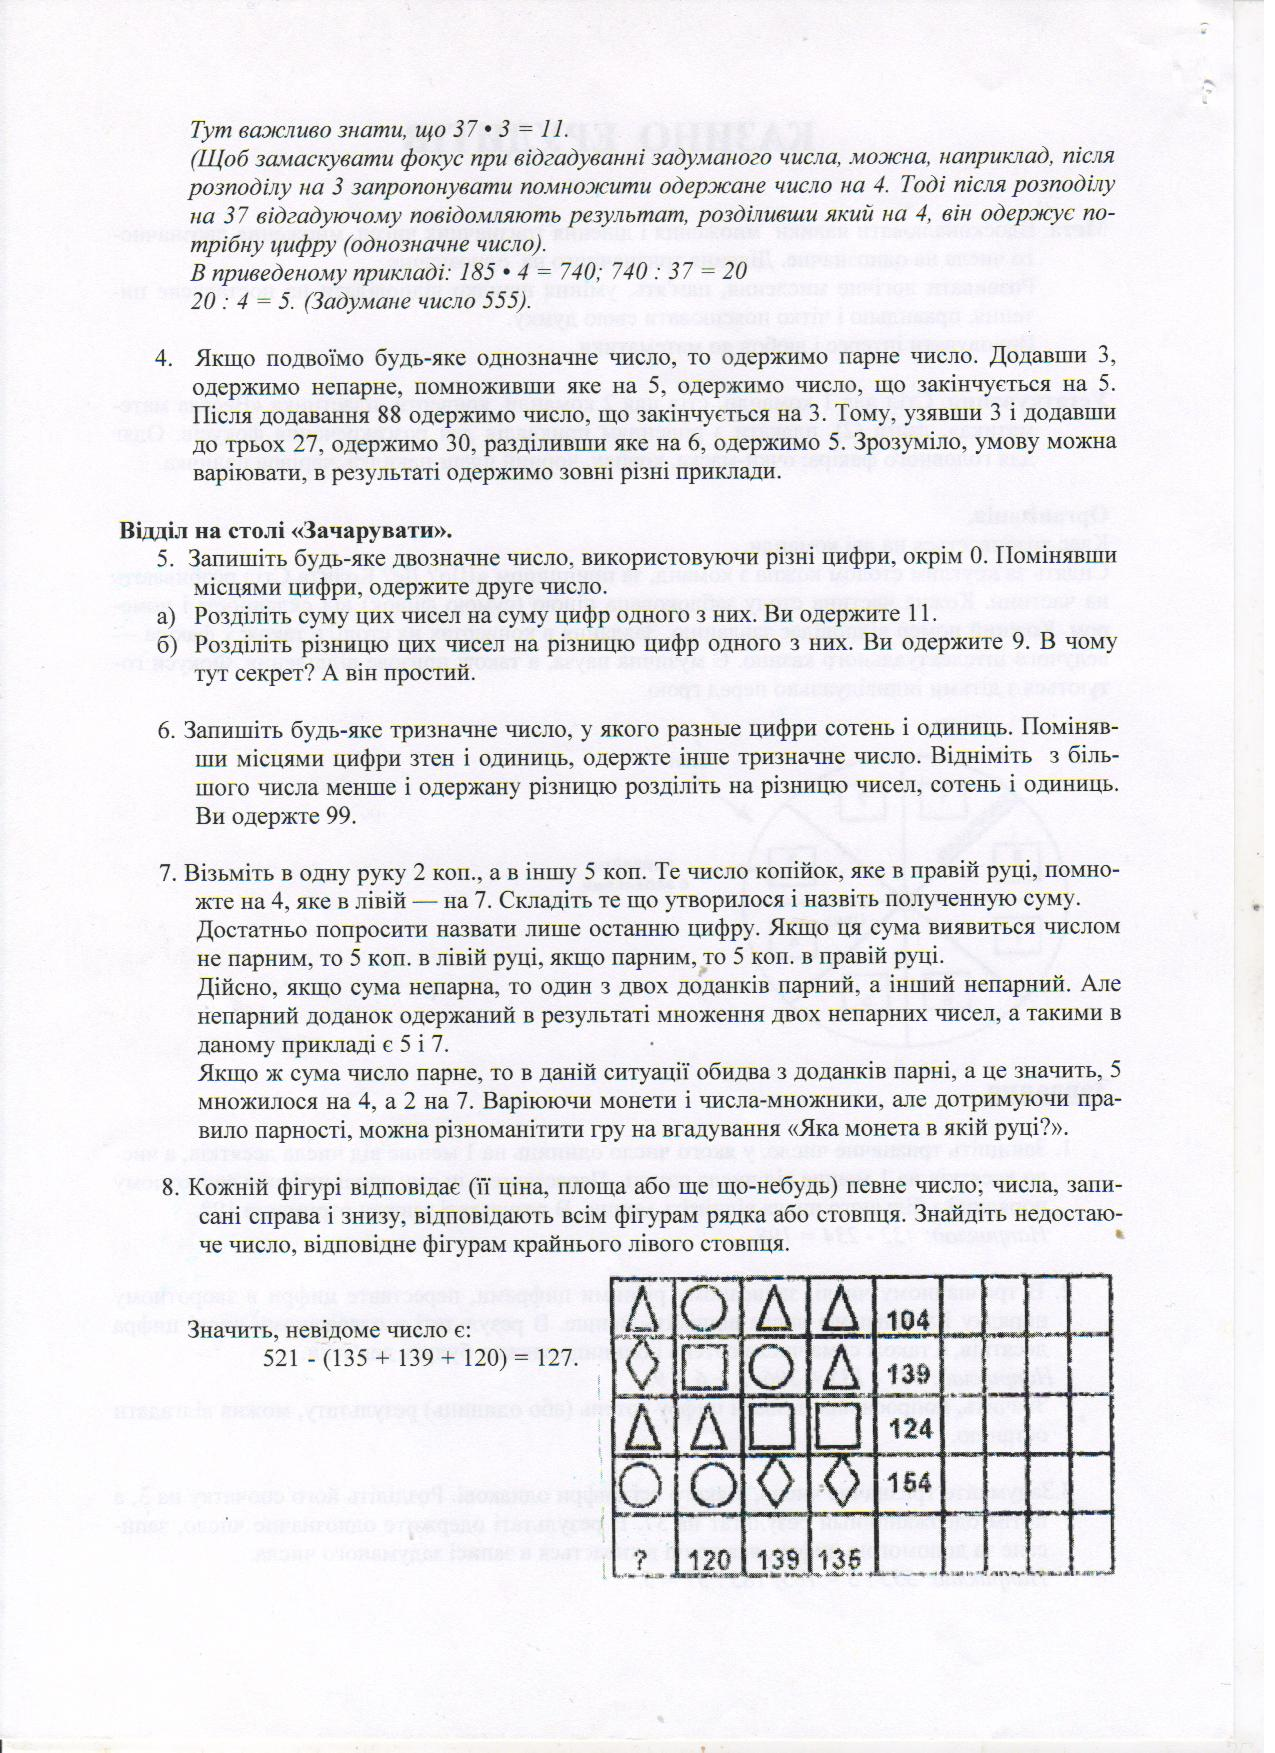 Тут важливо знати, що 37 • 3 = 11.
(Щоб замаскувати фокус при відгадуванні задуманого числа, можна, наприклад, після
розподілу на 3 запропонувати помножити одержане число на 4. Тоді після розподілу
на 37 відгадуючому повідомляють результат, розділивши який на 4, він одержує по-
трібну цифру (однозначне число).
В приведеному прикладі: 185 • 4 = 740; 740 : 37 = 20
20 : 4 = 5. (Задумане число 555).
4. Якщо подвоїмо будь-яке однозначне число, то одержимо парне число. Додавши 3,
одержимо непарне, помноживши яке на 5, одержимо число, що закінчується на 5.
Після додавання 88 одержимо число, що закінчується на 3. Тому, узявши 3 і додавши
до трьох 27, одержимо 30, разділивши яке на 6, одержимо 5. Зрозуміло, умову можна
варіювати, в результаті одержимо зовні різні приклади.
Відділ на столі «Зачарувати».
5. Запишіть будь-яке двозначне число, використовуючи різні цифри, окрім 0. Помінявши
місцями цифри, одержите друге число.
а) Розділіть суму цих чисел на суму цифр одного з них. Ви одержите 11.
б) Розділіть різницю цих чисел на різницю цифр одного з них. Ви одержите 9. В чому
тут секрет? А він простий.
6. Запишіть будь-яке тризначне число, у якого разные цифри сотень і одиниць. Поміняв-
ши місцями цифри зтен і одиниць, одержте інше тризначне число. Відніміть з біль-
шого числа менше і одержану різницю розділіть на різницю чисел, сотень і одиниць.
Ви одержте 99.
7. Візьміть в одну руку 2 коп., а в іншу 5 коп. Те число копійок, яке в правій руці, помно-
жте на 4, яке в лівій — на 7. Складіть те що утворилося і назвіть полученную суму.
Достатньо попросити назвати лише останню цифру. Якщо ця сума виявиться числом
не парним, то 5 коп. в лівій руці, якщо парним, то 5 коп. в правій руці.
Дійсно, якщо сума непарна, то один з двох доданків парний, а інший непарний. Але
непарний доданок одержаний в результаті множення двох непарних чисел, а такими в
даному прикладі є 5 і 7.
Якщо ж сума число парне, то в даній ситуації обидва з доданків парні, а це значить, 5
множилося на 4, а 2 на 7. Варіюючи монети і числа-множники, але дотримуючи пра-
вило парності, можна різноманітити гру на вгадування «Яка монета в якій руці?».
8. Кожній фігурі відповідає (її ціна, площа або ще що-небудь) певне число; числа, запи-
сані справа і знизу, відповідають всім фігурам рядка або стовпця. Знайдіть недостаю-
че число, відповідне фігурам крайнього лівого стовпця.
Значить, невідоме число є:
521 - (135 + 139 + 120) = 127.
104
139
124
154
? 120 139 135